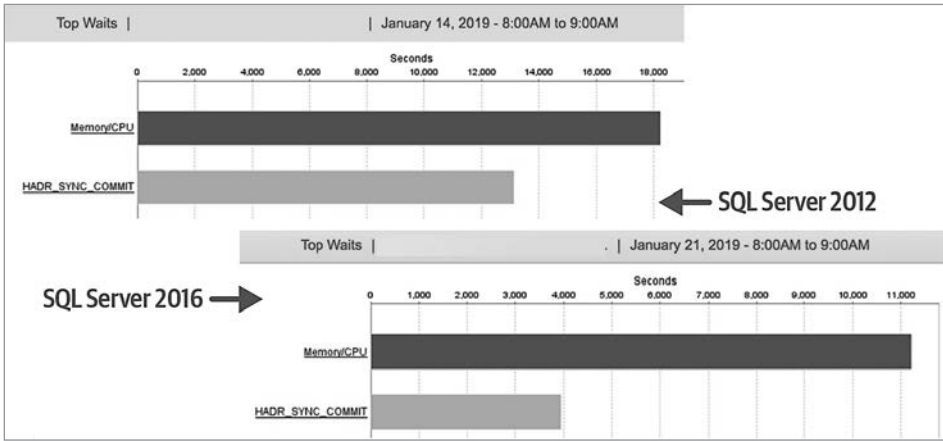 Top Waits | | January 14, 2019 - 8:00AM to 9:00AM
Seconds
0 2,000 4,000 6,000 8,000 10,000 12,000 14,000 16,000 18,000
Memory/CPU
HADR_SYNC_COMMIT
SQL Server 2012
Top Waits | . | January 21, 2019 - 8:00AM to 9:00AM
SQL Server 2016
Seconds
0 1,000 2,000 3,000 4,000 5,000 6,000 7,000 8,000 9,000 10,000 11,000
Memory/CPU
HADR_SYNC_COMMIT